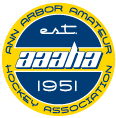 ANN ARBOR AMATEUR
est.
aaaha
1951
HOCKEY ASSOCIATION